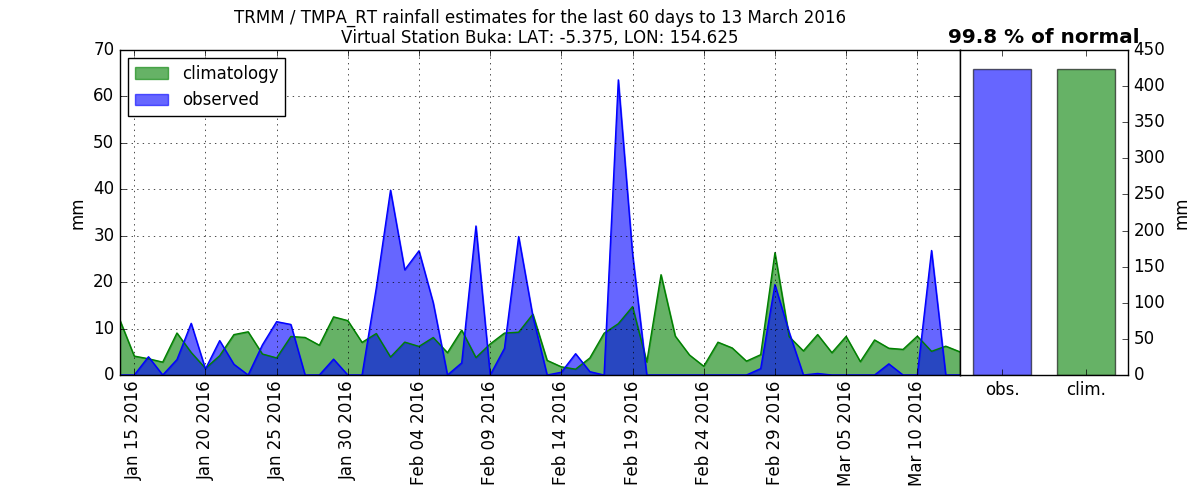 TRMM / TMPA_RT rainfall estimates for the last 60 days to 13 March 2016
Virtual Station Buka: LAT: -5.375, LON: 154.625
99.8 % of normal
climatology
observed
mm
70
60
50
40
30
20
10
0
Jan 15 2016
Jan 20 2016
Jan 25 2016
Jan 30 2016
Feb 04 2016
Feb 09 2016
Feb 14 2016
Feb 19 2016
Feb 24 2016
Feb 29 2016
Mar 05 2016
Mar 10 2016
obs.
clim.
450
400
350
300
250
200
150
100
50
0
mm